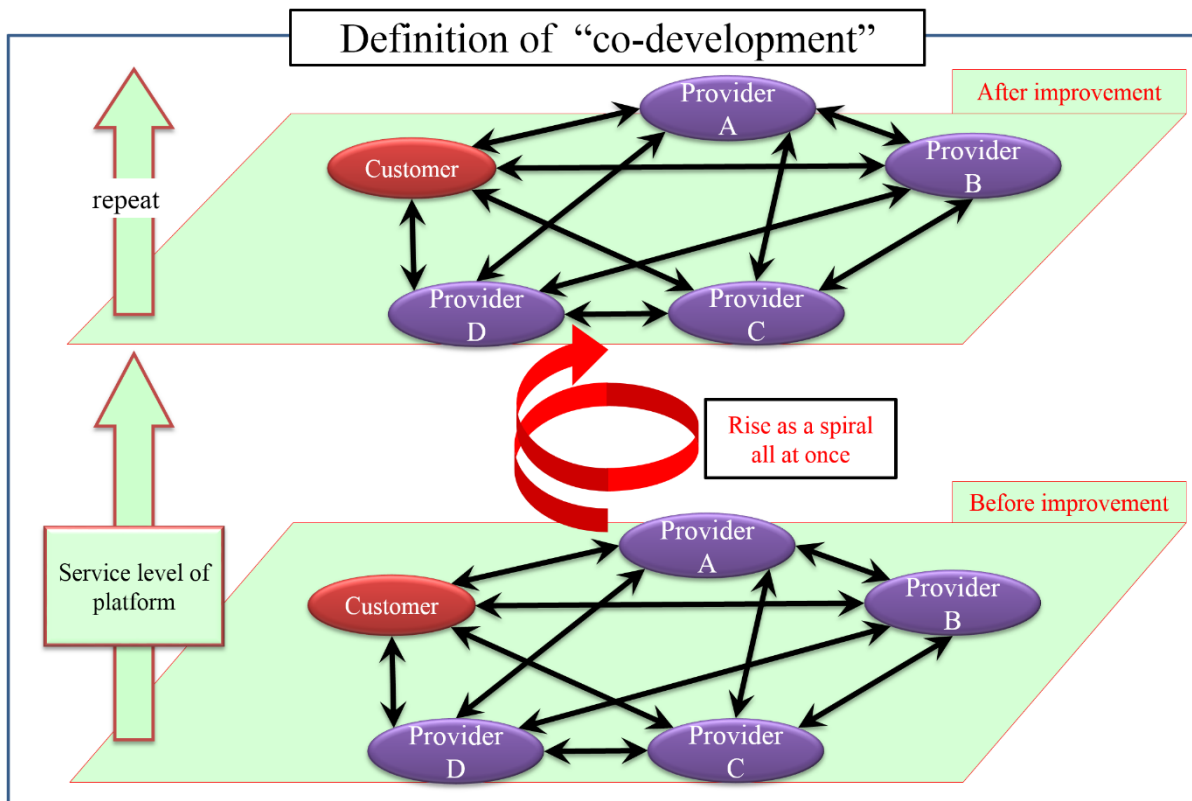 Definition of “co-development”
After improvement
Provider
A
Customer
Provider
B
repeat
Provider
D
Provider
C
Rise as a spiral
all at once
Before improvement
Provider
A
Service level of
platform
Customer
Provider
B
Provider
D
Provider
C